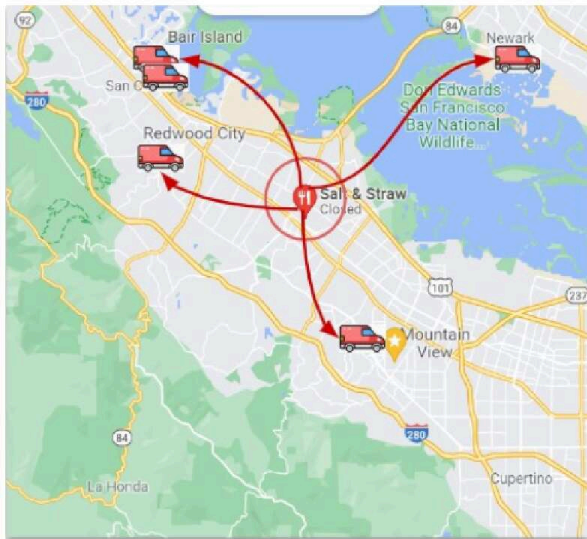 92
84
Bair Island
Newark
280
Don Edwards
San Francisco
Bay National
Wildlife...
San C
Redwood City
Salt & Straw
Closed
101
237
Mountain
View
84
280
La Honda
Cupertino